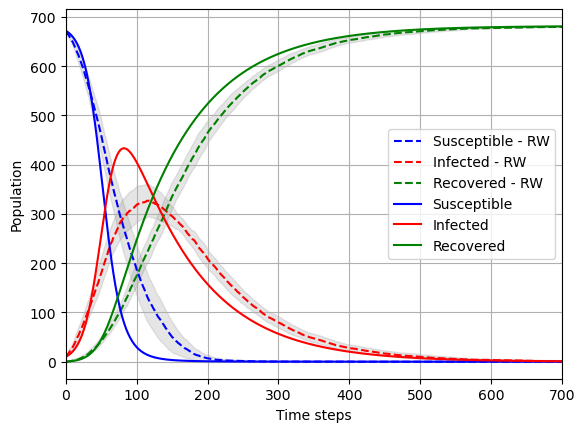 700
600
500
400
300
200
100
0
Population
Susceptible - RW
Infected - RW
Recovered - RW
Susceptible
Infected
Recovered
0 100 200 300 400 500 600 700
Time steps